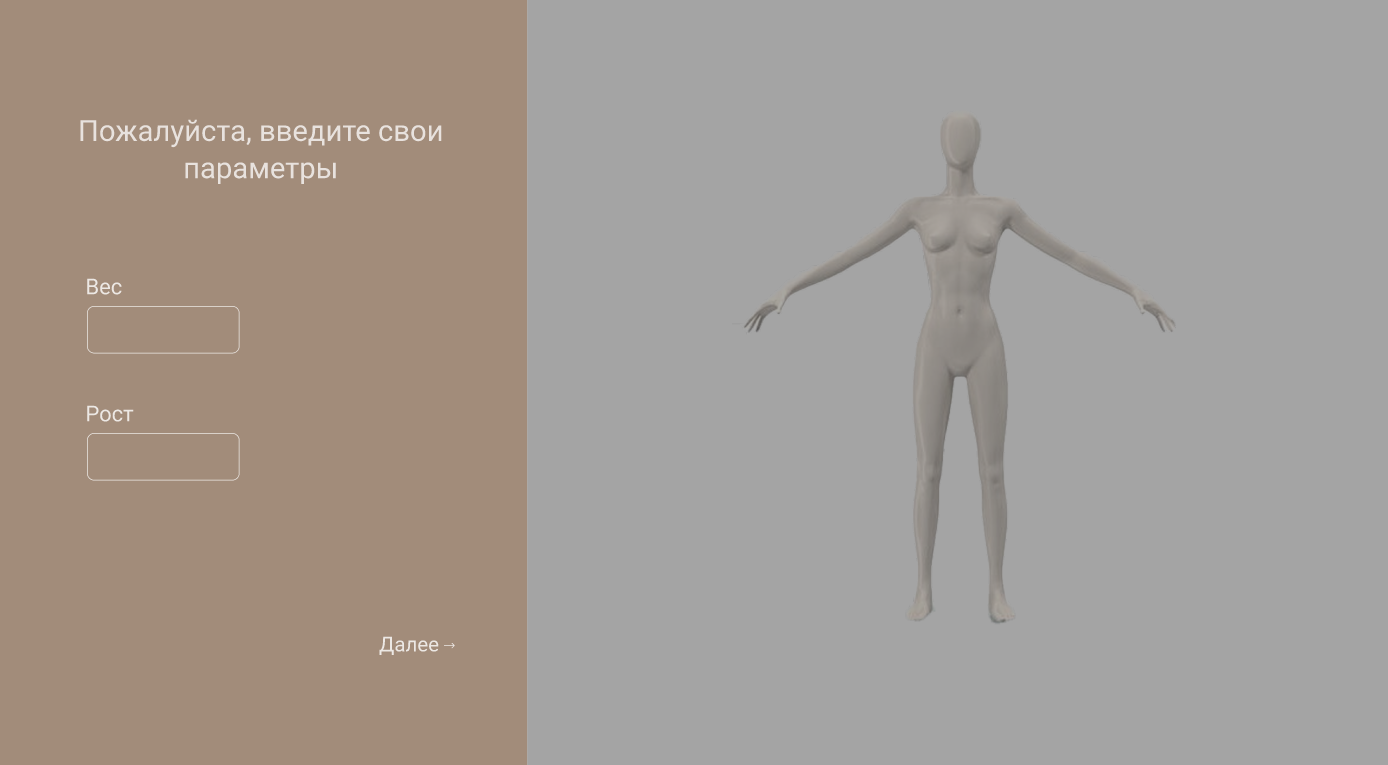 Пожалуйста, введите свои
параметры
Вес
Рост
Далее→